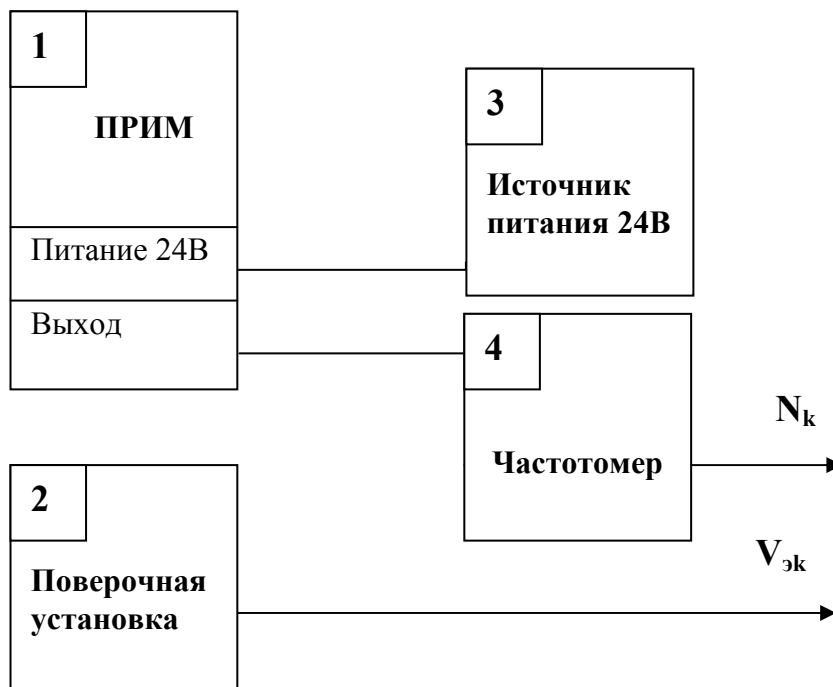 1
ПРИМ
Питание 24В
Выход
3
Источник
питания 24В
4
Частотомер
N_k
2
Поверочная
установка
V_эk